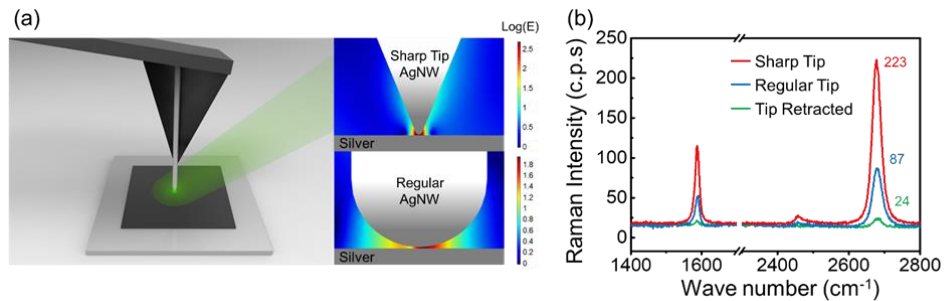 (a)
Log(E)
Sharp Tip
AgNW
Silver
2.5
2
1.5
1
0.5
0
Regular
AgNW
Silver
1.8
1.6
1.4
1.2
1
0.8
0.6
0.4
0.2
0
(b)
Raman Intensity (c.p.s)
250
200
150
100
50
0
Sharp Tip
Regular Tip
Tip Retracted
223
87
24
1400 1600 2400 2600 2800
Wave number (cm⁻¹)